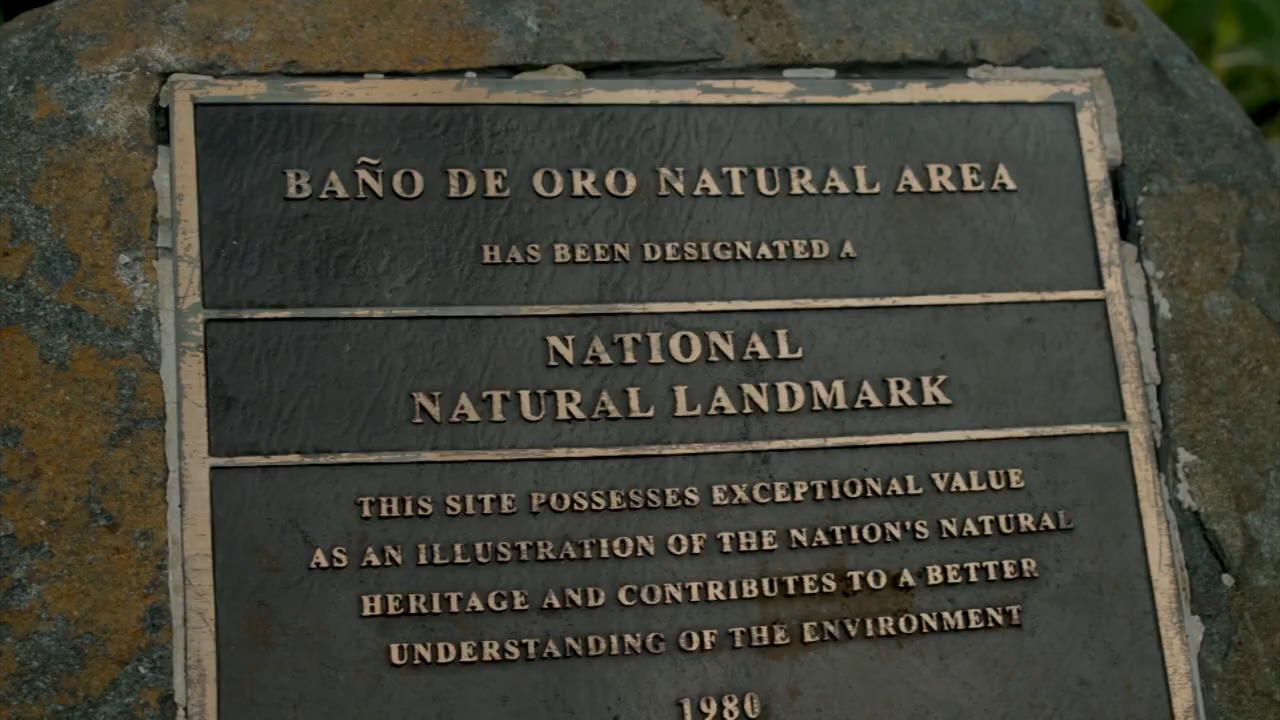 BAÑO DE ORO NATURAL AREA
HAS BEEN DESIGNATED A
NATIONAL
NATURAL LANDMARK
THIS SITE POSSESSES EXCEPTIONAL VALUE
AS AN ILLUSTRATION OF THE NATION'S NATURAL
HERITAGE AND CONTRIBUTES TO A BETTER
UNDERSTANDING OF THE ENVIRONMENT
1980